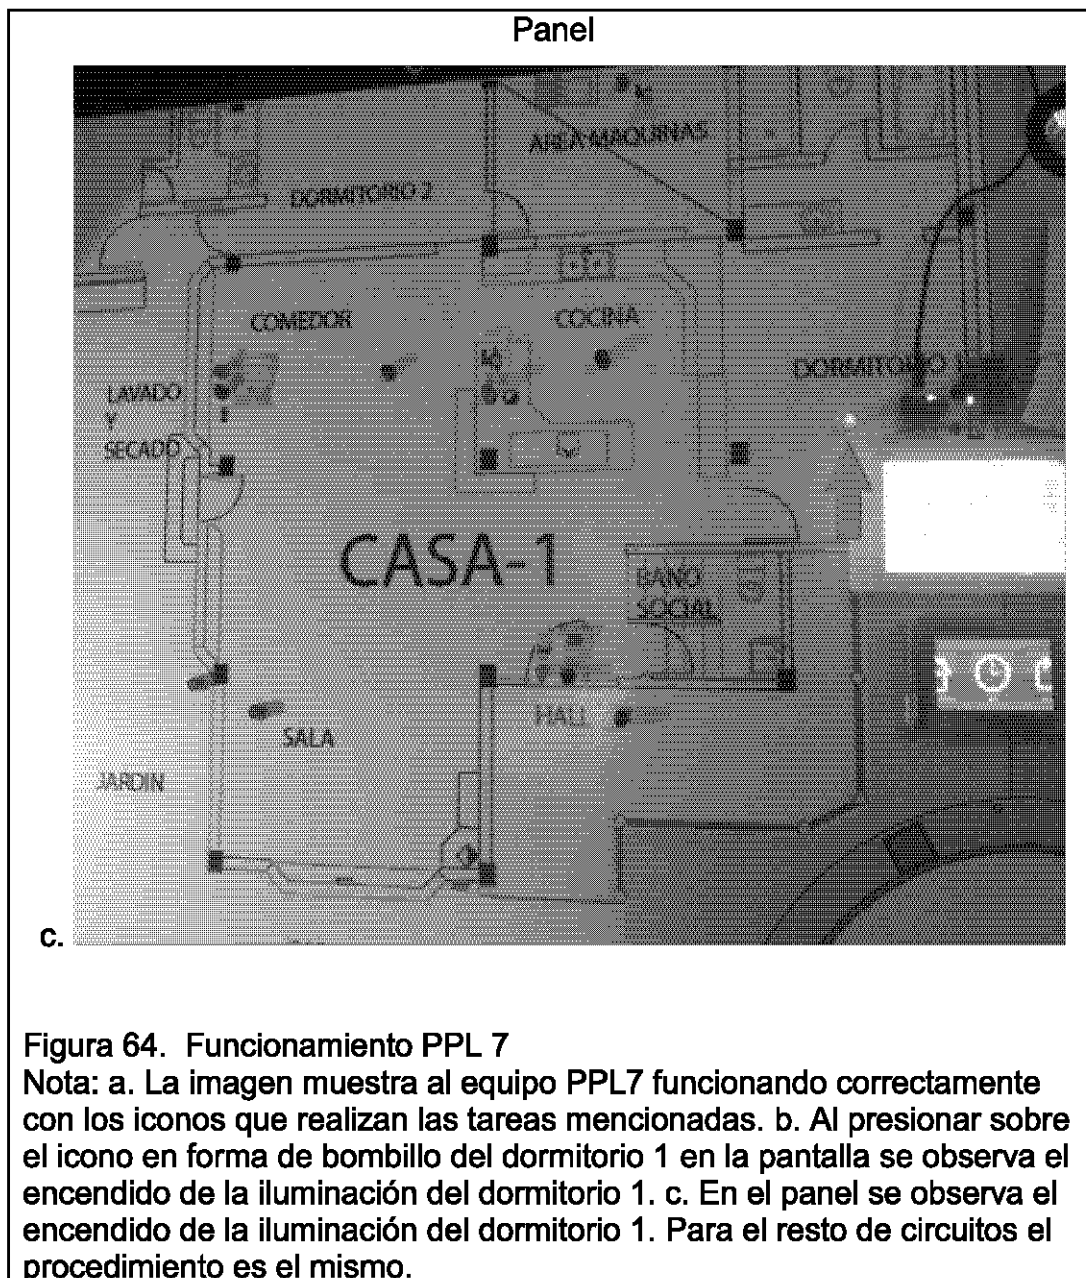 Panel
AREA MAQUINAS
DORMITORIO 2
COMEDOR
COCINA
DORMITORIO
LAVADO
Y
SECADO
CASA-1
BANO
SOCIAL
HALL
SALA
JARDIN
c.
Figura 64. Funcionamiento PPL 7
Nota: a. La imagen muestra al equipo PPL7 funcionando correctamente
con los iconos que realizan las tareas mencionadas. b. Al presionar sobre
el icono en forma de bombillo del dormitorio 1 en la pantalla se observa el
encendido de la iluminación del dormitorio 1. c. En el panel se observa el
encendido de la iluminación del dormitorio 1. Para el resto de circuitos el
procedimiento es el mismo.